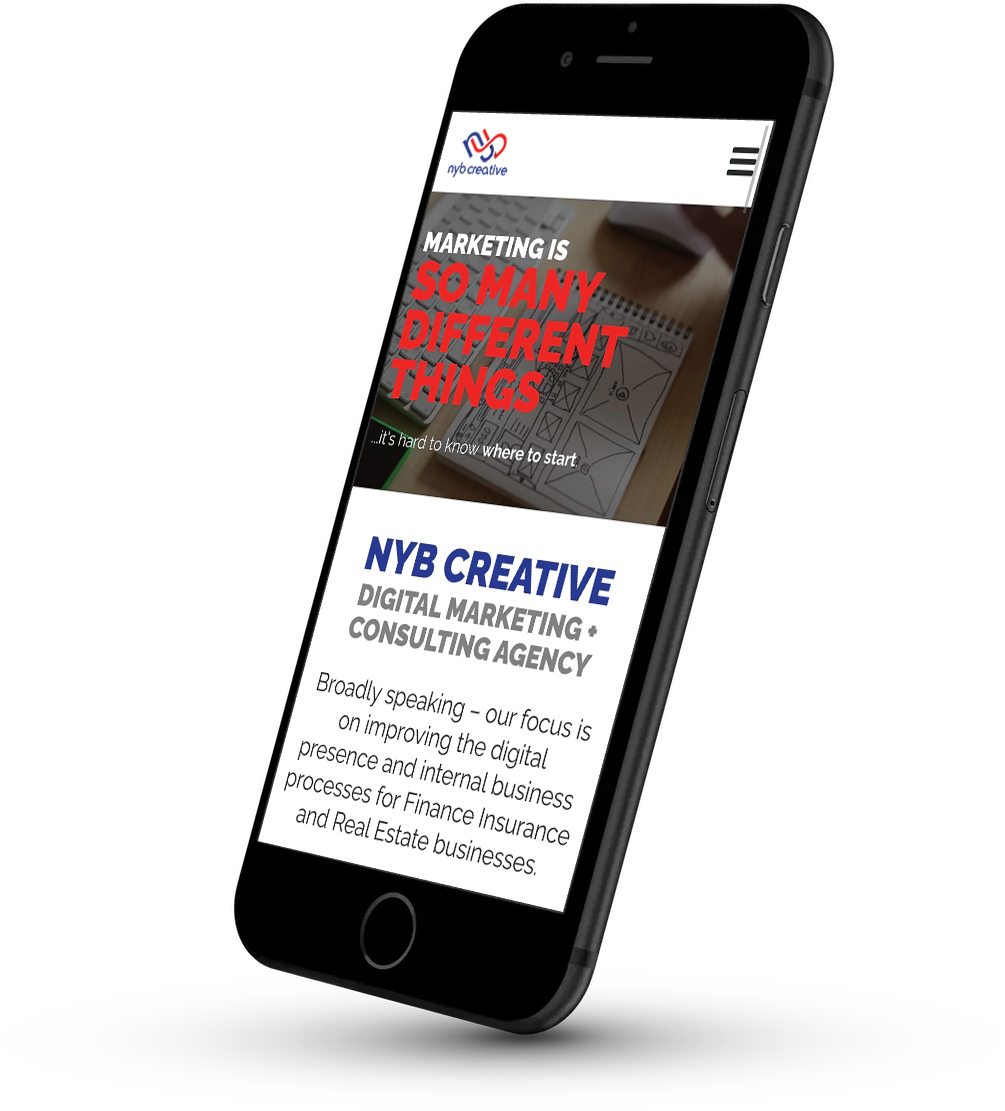 nyb creative
MARKETING IS
SO MANY
DIFFERENT
THINGS
...it's hard to know where to start.
NYB CREATIVE
DIGITAL MARKETING +
CONSULTING AGENCY
Broadly speaking – our focus is
on improving the digital
presence and internal business
processes for Finance Insurance
and Real Estate businesses.